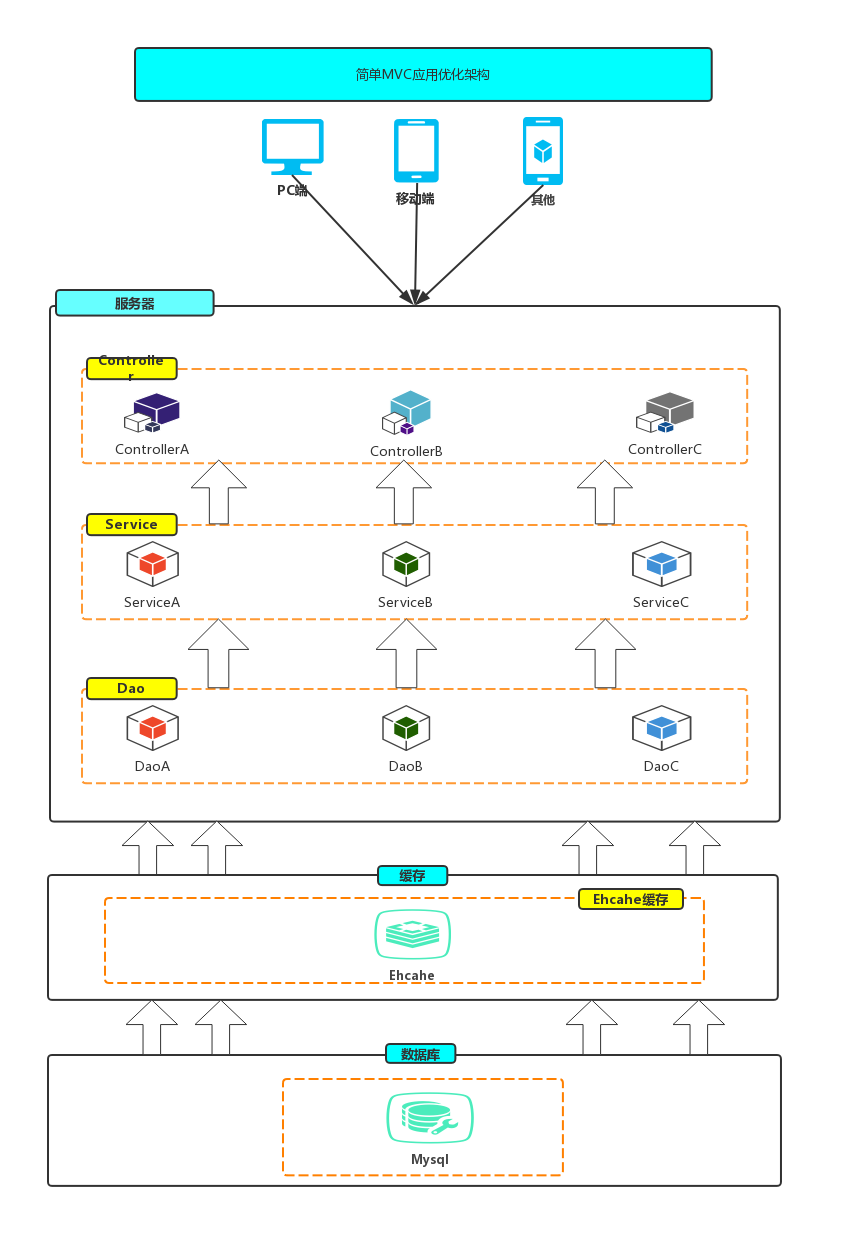 简单MVC应用优化架构
PC端
移动端
其他
服务器
Controlle
r
ControllerA
ControllerB
ControllerC
Service
ServiceA
ServiceB
ServiceC
Dao
DaoA
DaoB
DaoC
缓存
Ehcahe缓存
Ehcahe
数据库
Mysql